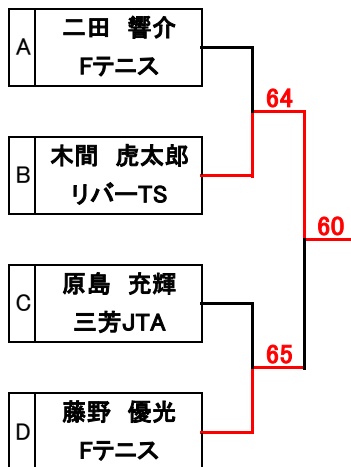 A
二田　響介
Fテニス
64
B
木間　虎太郎
リバーTS
60
C
原島　充輝
三芳JTA
65
D
藤野　優光
Fテニス